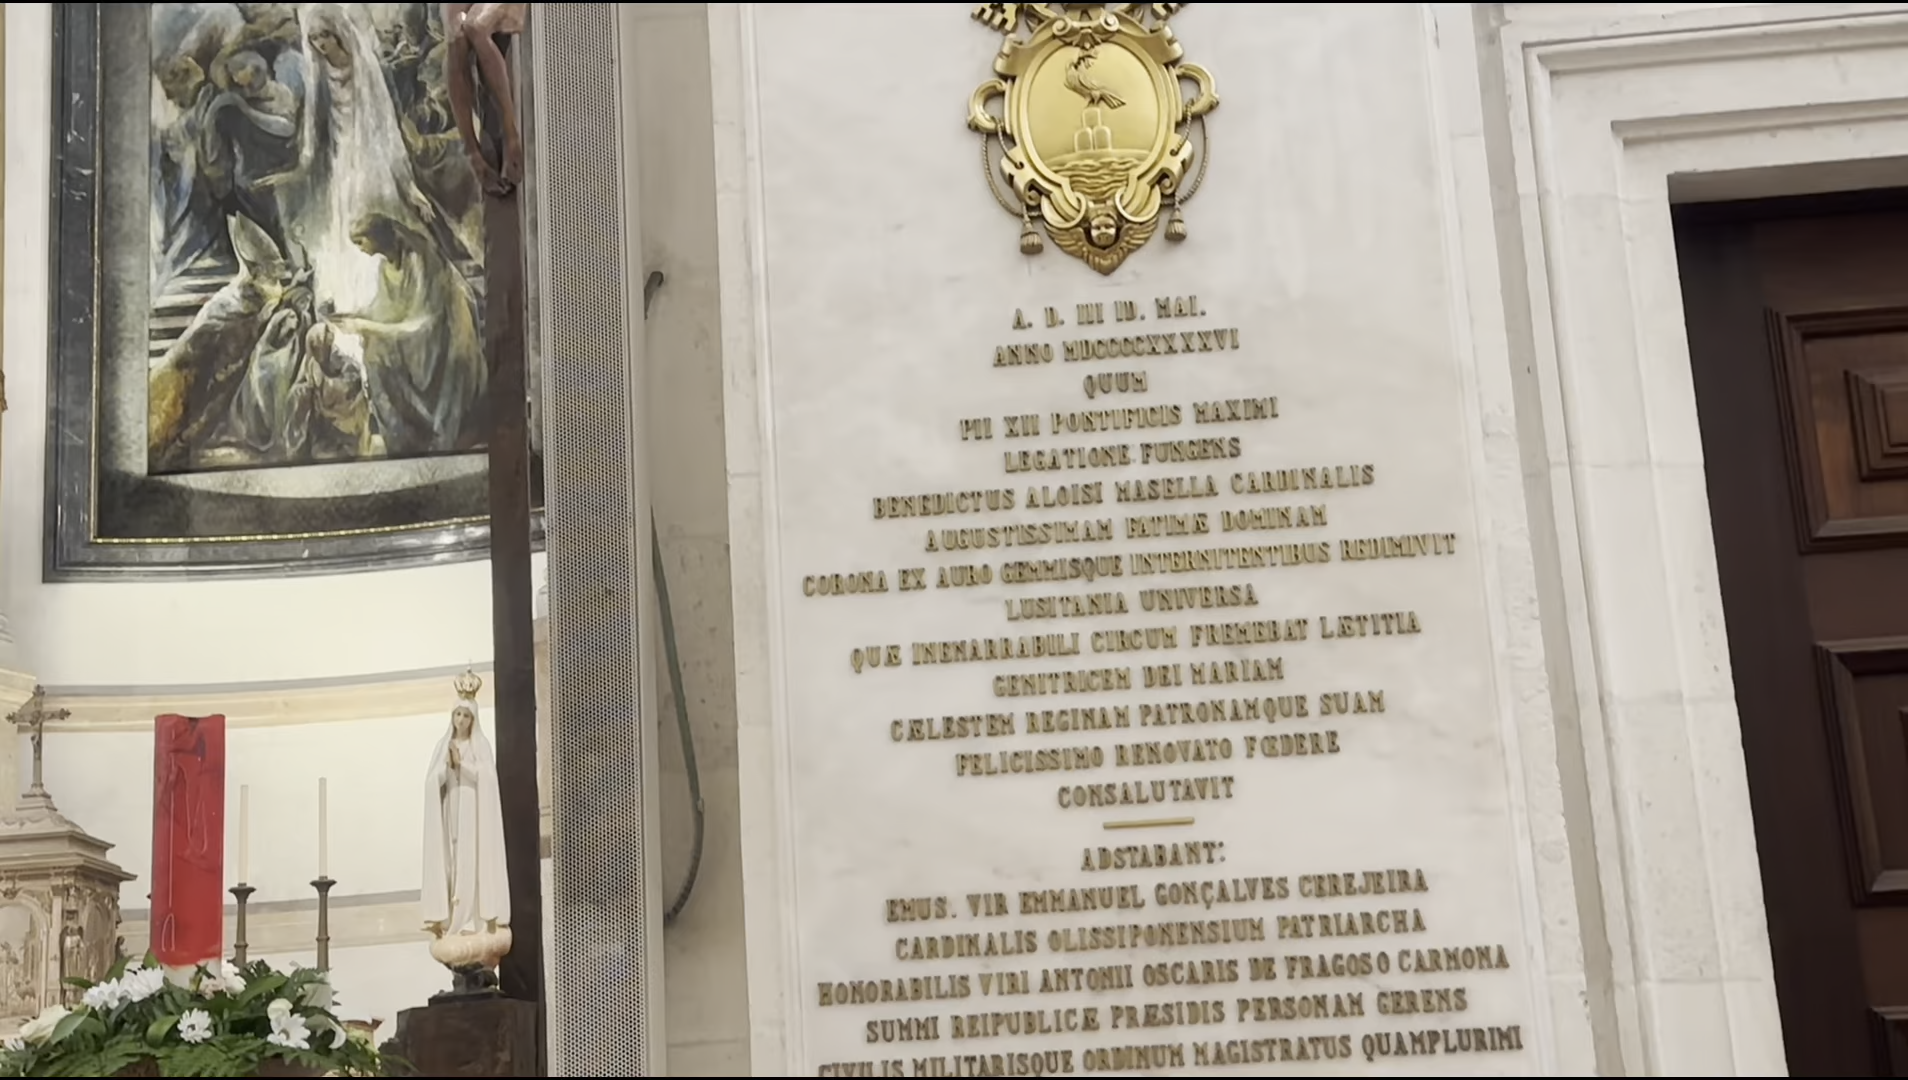 A. D. III ID. MAI.
ANNO MDCCCCXXXXVI
QUUM
PII XII PONTIFICIS MAXIMI
LEGATIONE FUNGENS
BENEDICTUS ALOISI MASELLA CARDINALIS
AUGUSTISSIMAM FATIMÆ DOMINAM
CORONA EX AURO GEMMISQUE INTERNITENTIBUS REDIMIVIT
LUSITANIA UNIVERSA
QUÆ INENARRABILI CIRCUM FREMEBAT LÆTITIA
GENITRICEM DEI MARIAM
CÆLESTEM REGINAM PATRONAMQUE SUAM
FELICISSIMO RENOVATO FŒDERE
CONSALUTAVIT
ADSTABANT:
EMUS. VIR EMMANUEL GONÇALVES CEREJEIRA
CARDINALIS OLISSIPONENSIUM PATRIARCHA
HONORABILIS VIRI ANTONII OSCARIS DE FRAGOSO CARMONA
SUMMI REIPUBLICÆ PRÆSIDIS PERSONAM GERENS
CIVILIS MILITARISQUE ORDINUM MAGISTRATUS QUAMPLURIMI